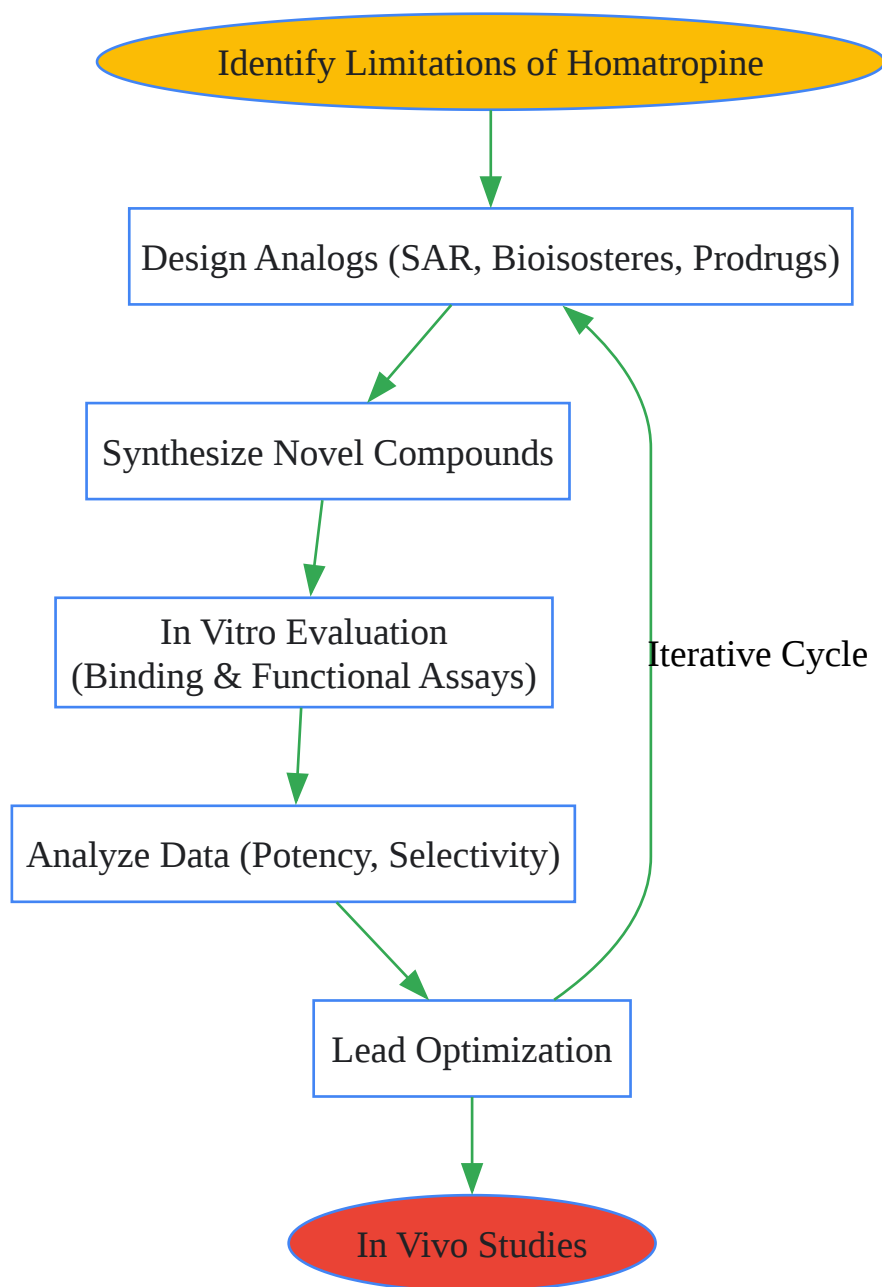 Identify Limitations of Homatropine
Design Analogs (SAR, Bioisosteres, Prodrugs)
Synthesize Novel Compounds
In Vitro Evaluation
(Binding & Functional Assays)
Iterative Cycle
Analyze Data (Potency, Selectivity)
Lead Optimization
In Vivo Studies